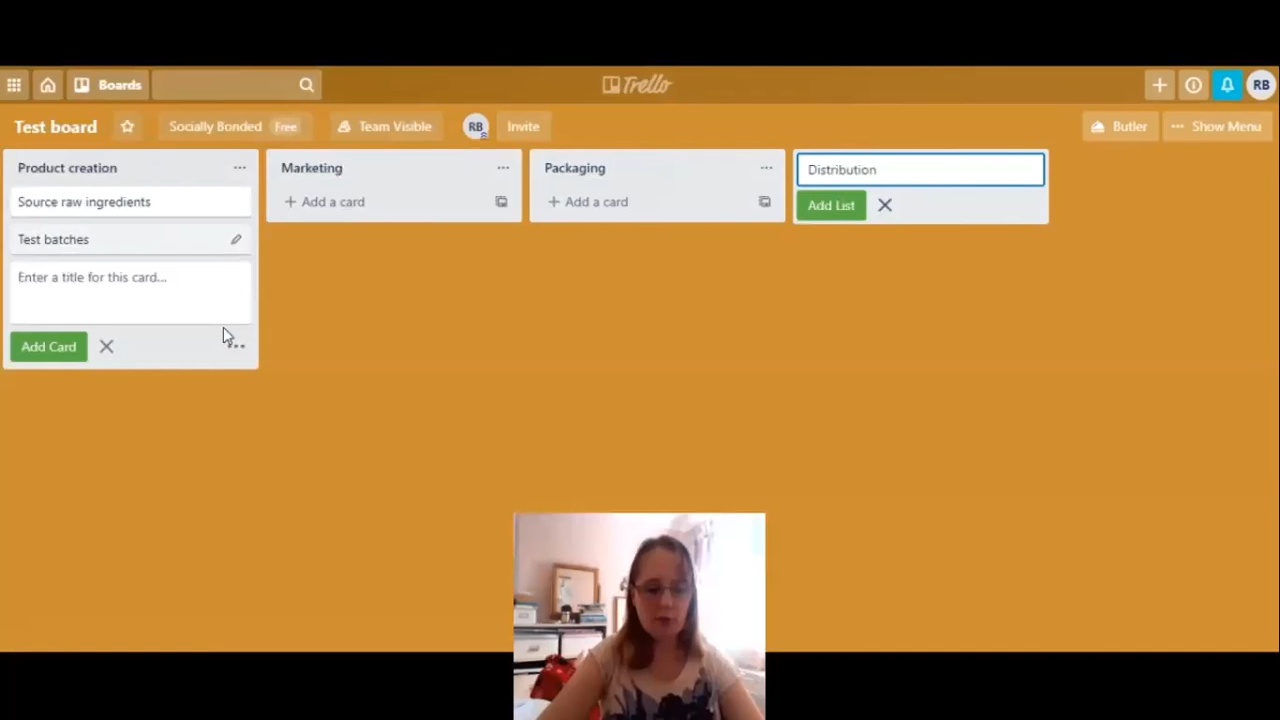 Boards
Trello
RB
Test board
Socially Bonded Free
Team Visible
RB
Invite
Butler
Show Menu
Product creation
Source raw ingredients
Test batches
Enter a title for this card...
Add Card
Marketing
Add a card
Packaging
Add a card
Distribution
Add List